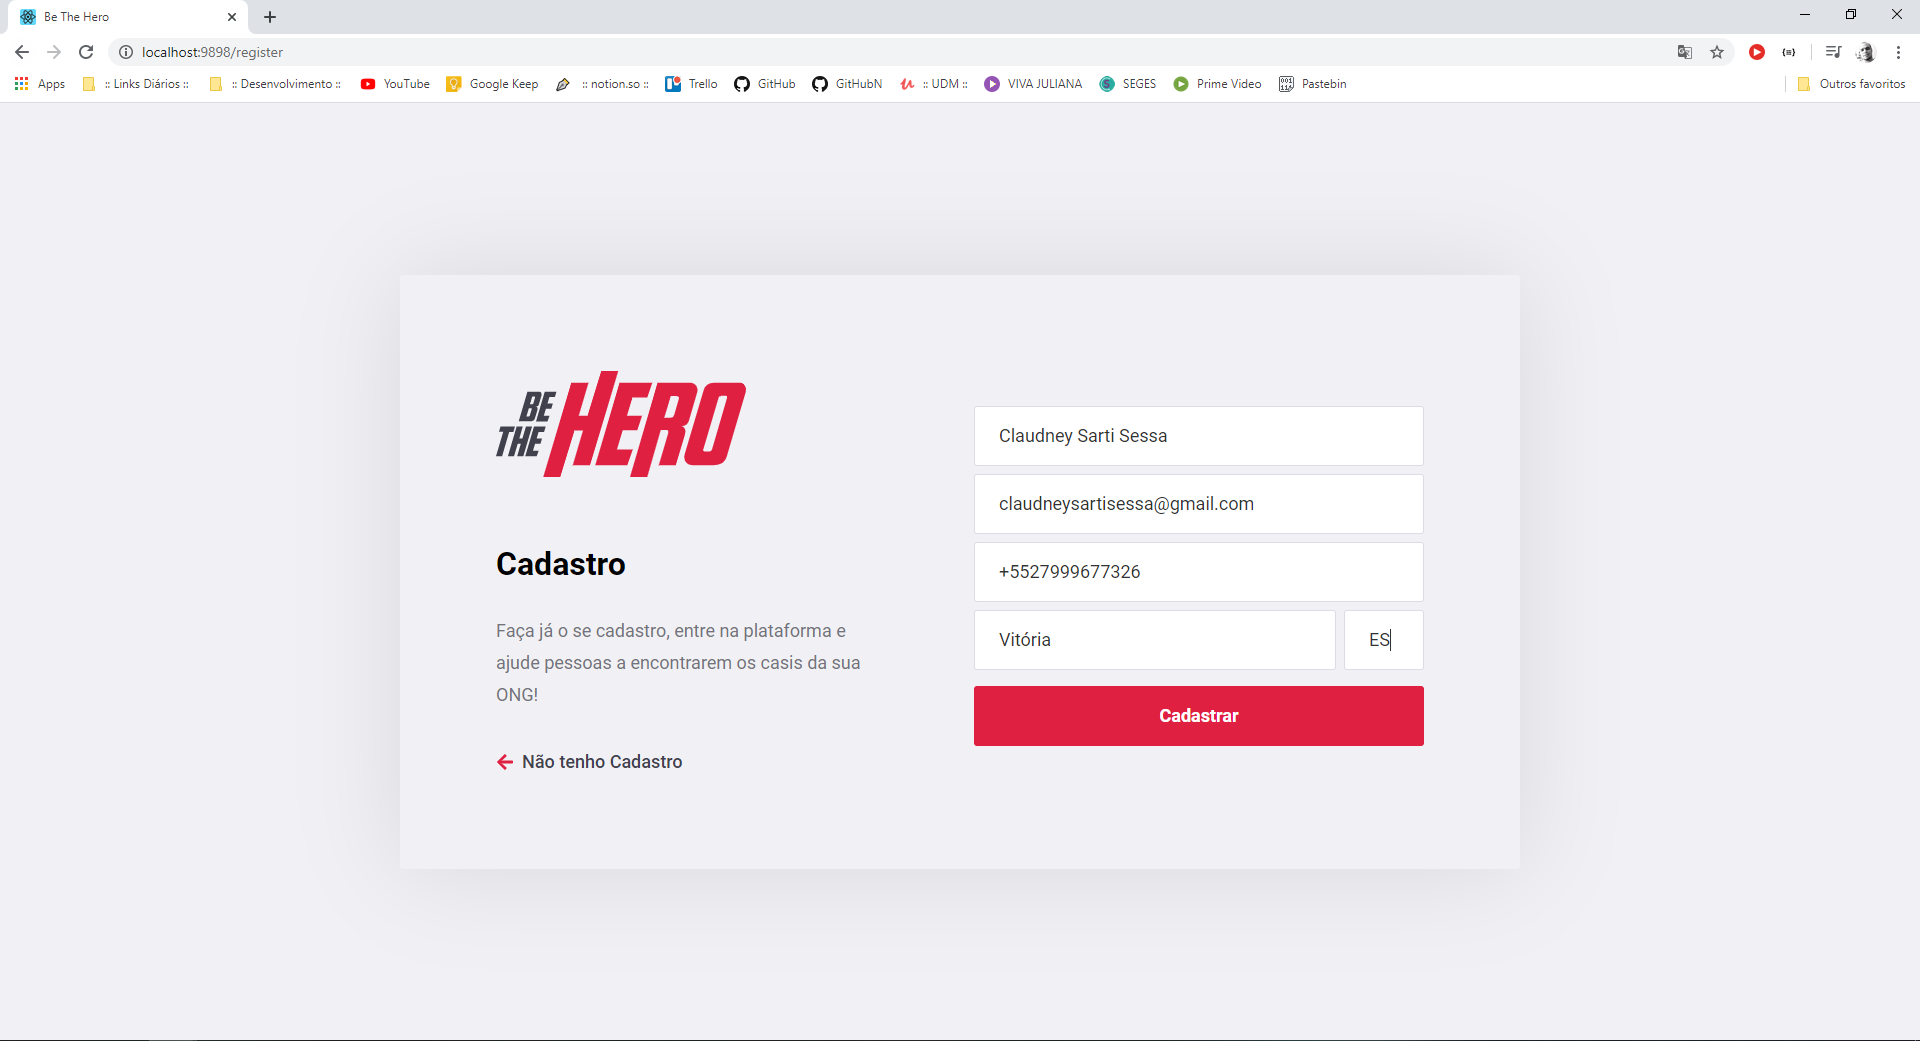 Be The Hero
localhost:9898/register
Apps :: Links Diários :: :: Desenvolvimento :: YouTube Google Keep :: notion.so :: Trello GitHub GitHubN :: UDM :: VIVA JULIANA SEGES Prime Video Pastebin Outros favoritos
BE
THE
HERO
Cadastro
Faça já o se cadastro, entre na plataforma e
ajude pessoas a encontrarem os casis da sua
ONG!
Não tenho Cadastro
Claudney Sarti Sessa
claudneysartisessa@gmail.com
+5527999677326
Vitória ES
Cadastrar